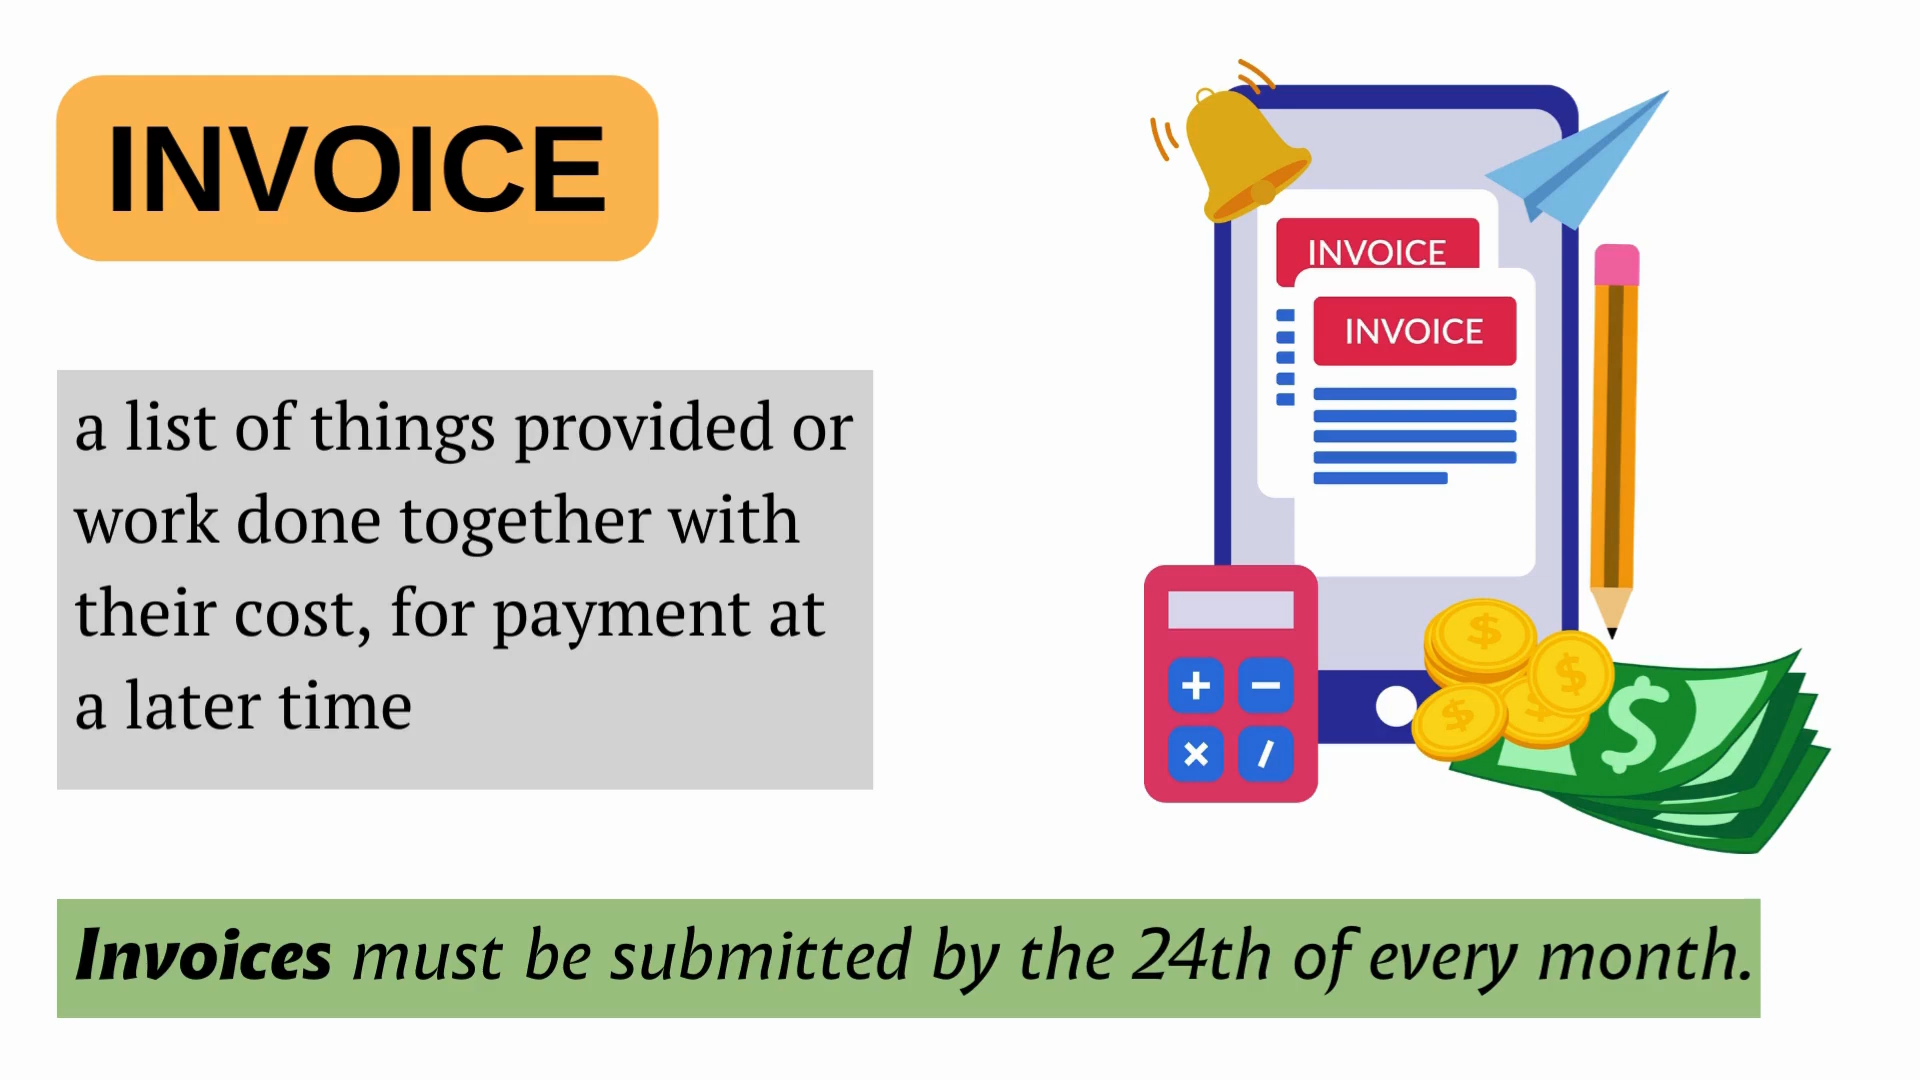 INVOICE
a list of things provided or
work done together with
their cost, for payment at
a later time
INVOICE
INVOICE
+ −
× /
$
$
$
$
$
Invoices must be submitted by the 24th of every month.